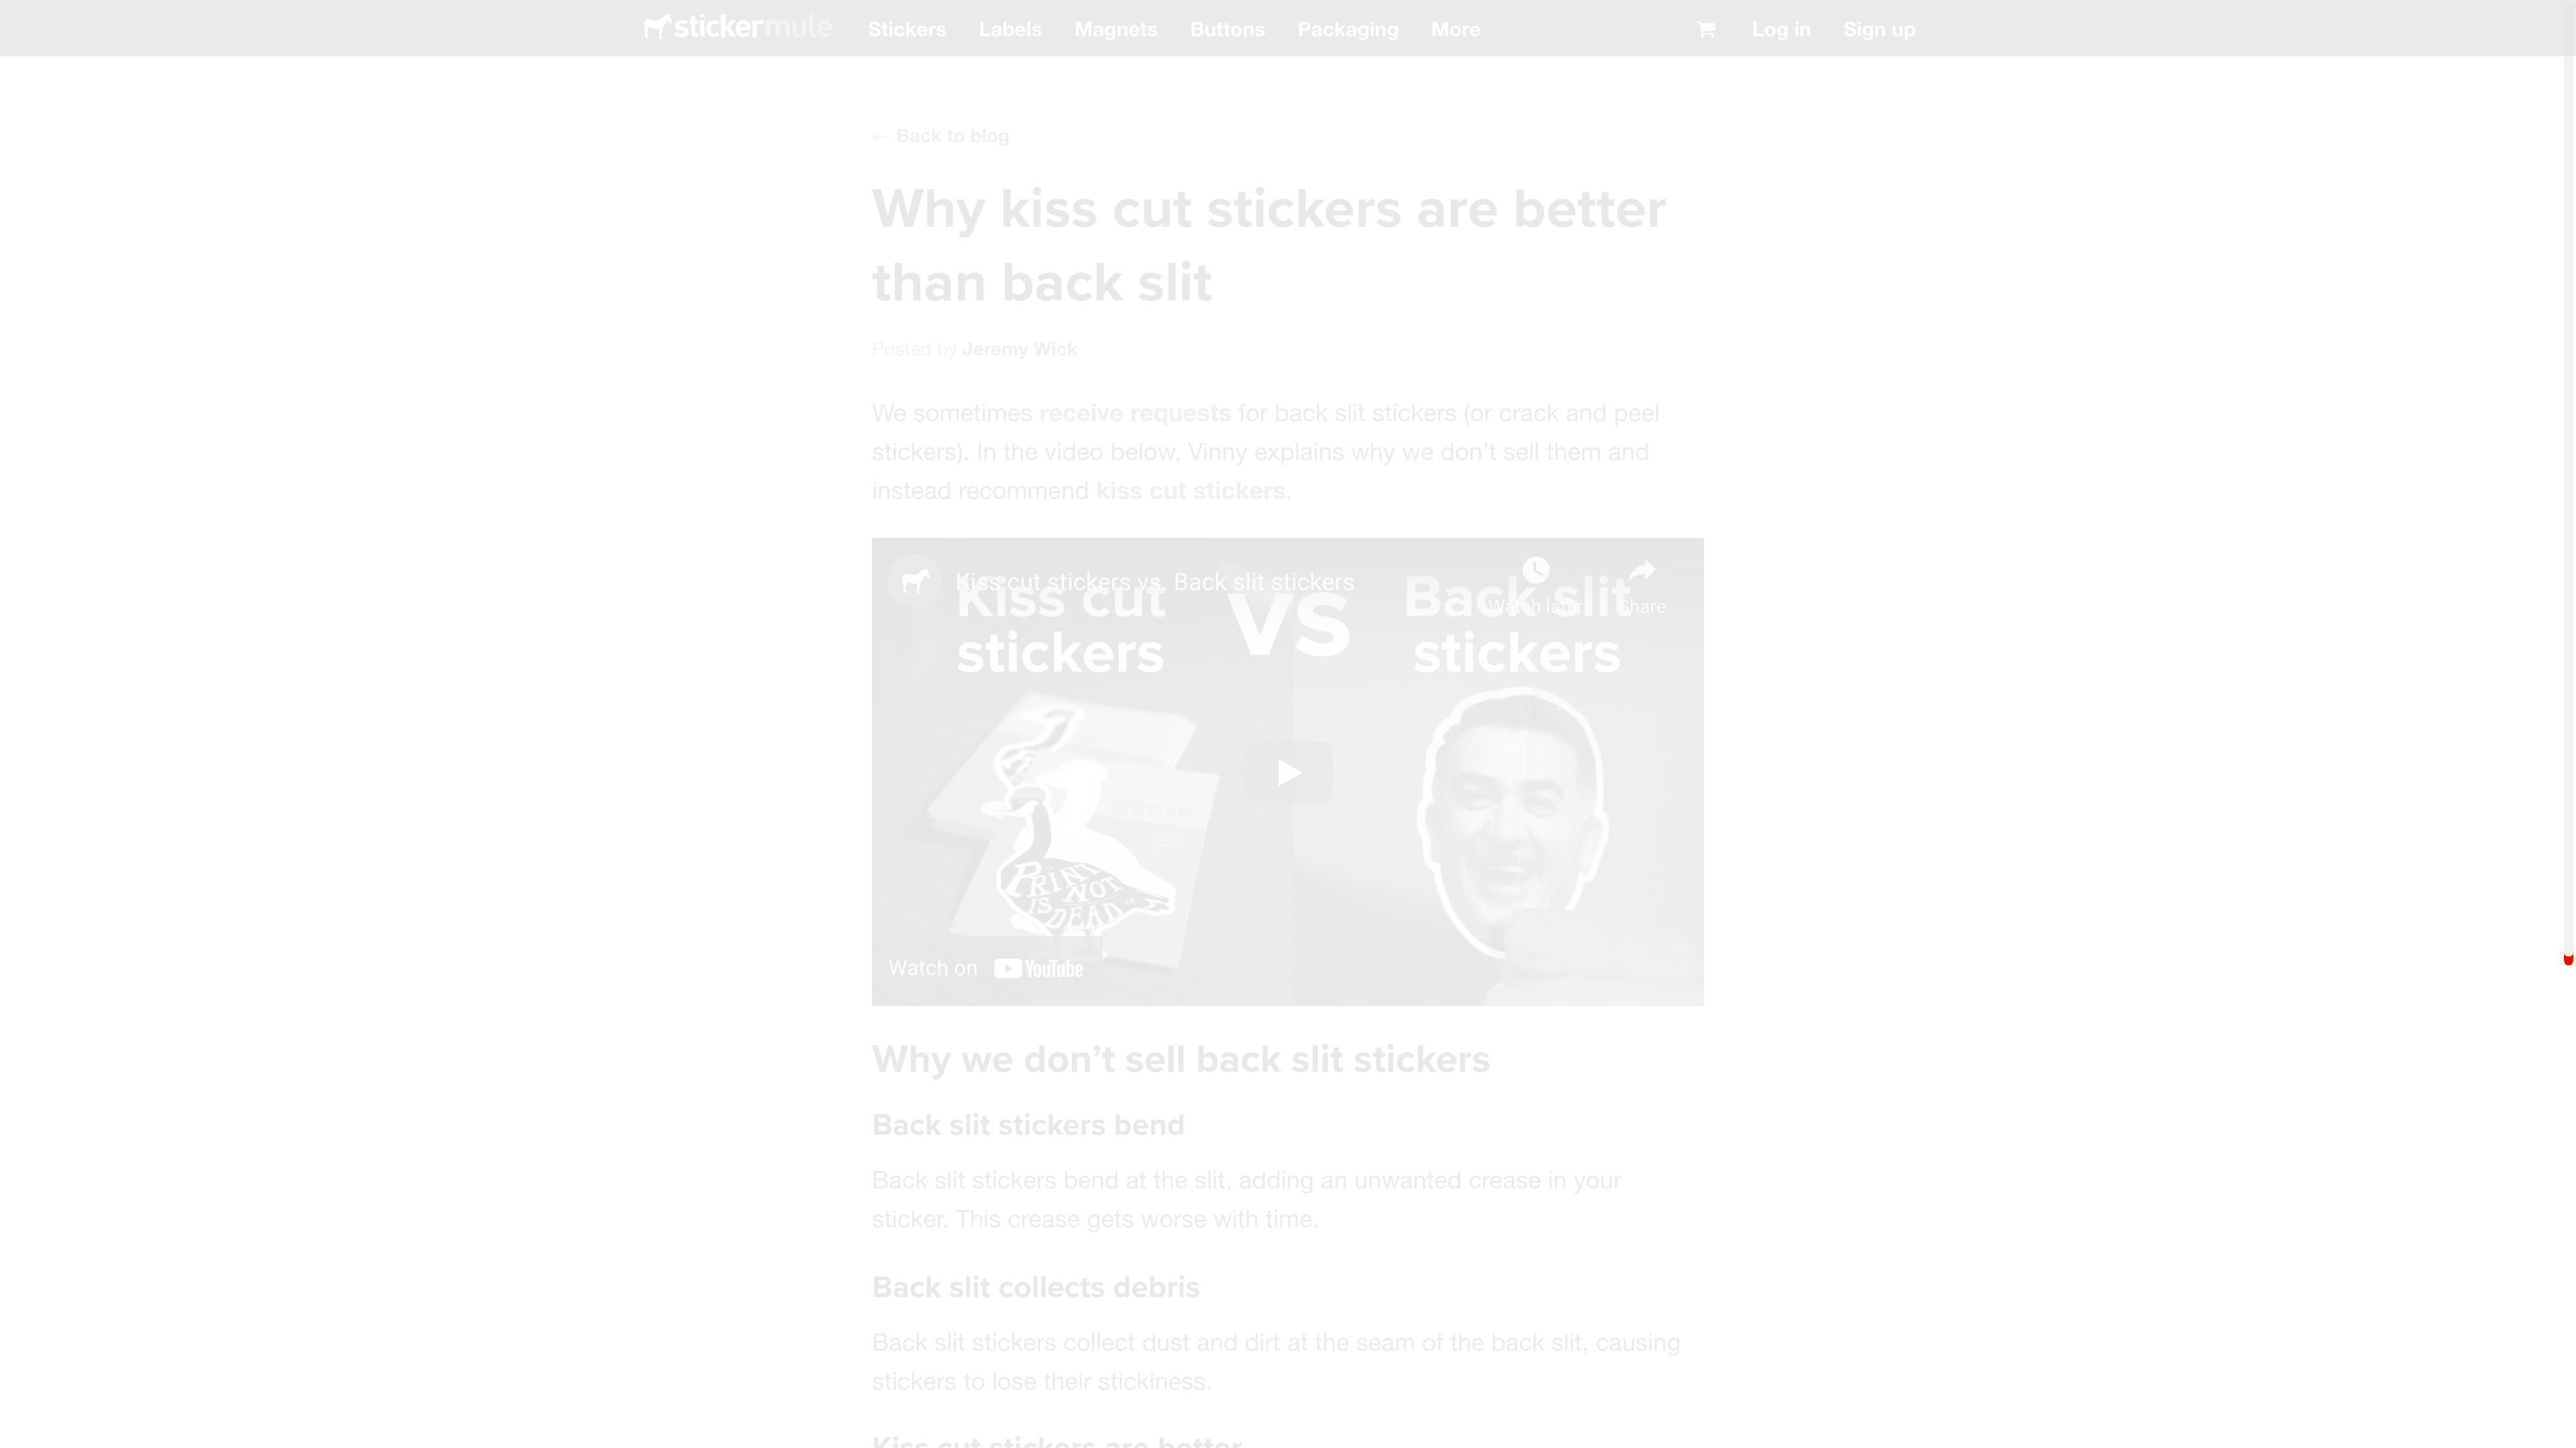 stickermule Stickers Labels Magnets Buttons Packaging More Log in Sign up
← Back to blog
Why kiss cut stickers are better
than back slit
Posted by Jeremy Wick
We sometimes receive requests for back slit stickers (or crack and peel
stickers). In the video below, Vinny explains why we don’t sell them and
instead recommend kiss cut stickers.
Kiss cut stickers vs. Back slit stickers
Watch later Share
Kiss cut
stickers
VS
Back slit
stickers
goose
PRINT
IS NOT
DEAD
Watch on YouTube
Why we don’t sell back slit stickers
Back slit stickers bend
Back slit stickers bend at the slit, adding an unwanted crease in your
sticker. This crease gets worse with time.
Back slit collects debris
Back slit stickers collect dust and dirt at the seam of the back slit, causing
stickers to lose their stickiness.
Kiss cut stickers are better